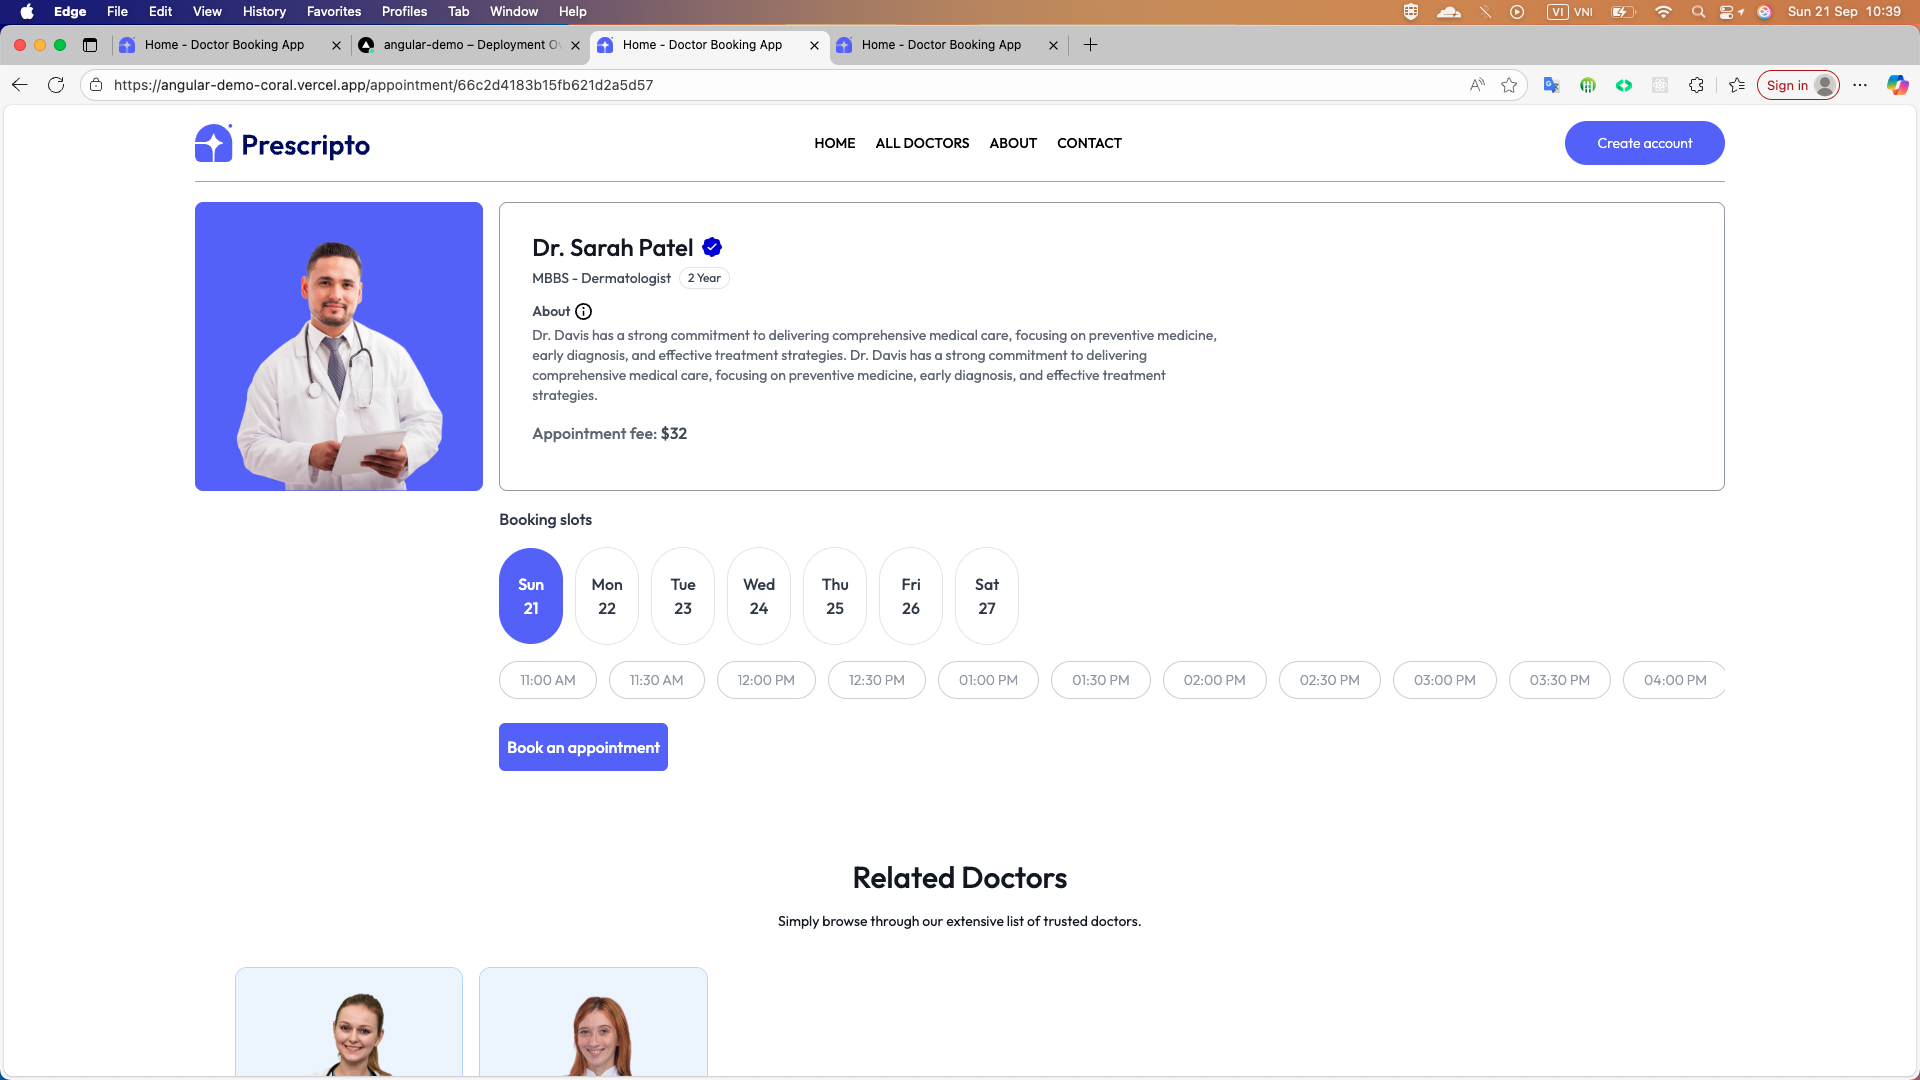 Edge File Edit View History Favorites Profiles Tab Window Help VI VNI Sun 21 Sep 10:39
Home - Doctor Booking App angular-demo – Deployment O Home - Doctor Booking App Home - Doctor Booking App
https://angular-demo-coral.vercel.app/appointment/66c2d4183b15fb621d2a5d57 Sign in
Prescripto HOME ALL DOCTORS ABOUT CONTACT Create account
Dr. Sarah Patel
MBBS - Dermatologist 2 Year
About
Dr. Davis has a strong commitment to delivering comprehensive medical care, focusing on preventive medicine,
early diagnosis, and effective treatment strategies. Dr. Davis has a strong commitment to delivering
comprehensive medical care, focusing on preventive medicine, early diagnosis, and effective treatment
strategies.
Appointment fee: $32
Booking slots
Sun Mon Tue Wed Thu Fri Sat
21 22 23 24 25 26 27
11:00 AM 11:30 AM 12:00 PM 12:30 PM 01:00 PM 01:30 PM 02:00 PM 02:30 PM 03:00 PM 03:30 PM 04:00 PM
Book an appointment
Related Doctors
Simply browse through our extensive list of trusted doctors.